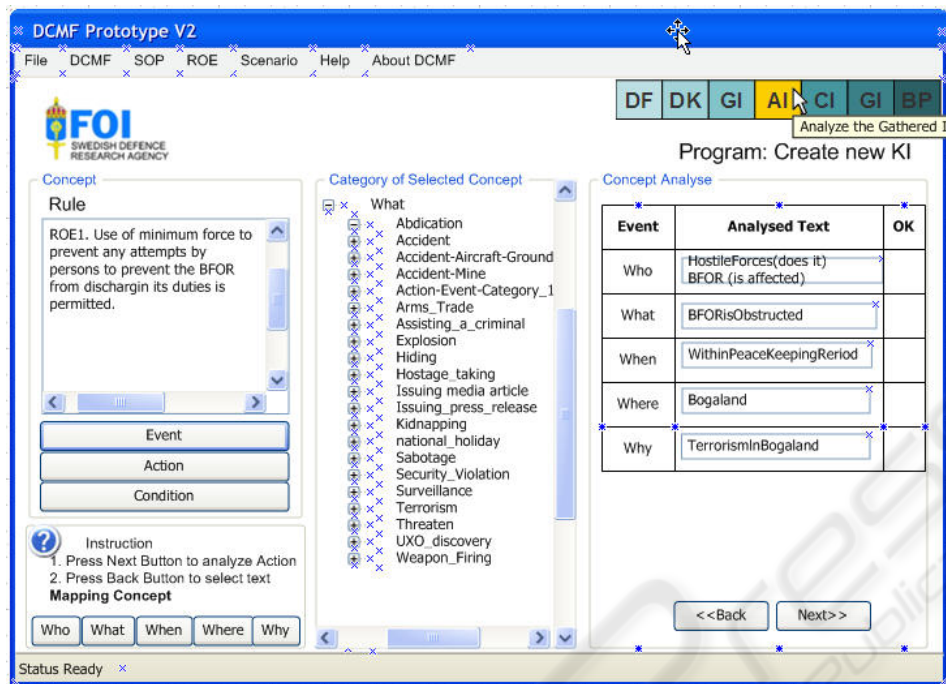 DCMF Prototype V2
File DCMF SOP ROE Scenario Help About DCMF
DF DK GI AI CI GI BP
Analyze the Gathered I
FOI
SWEDISH DEFENCE
RESEARCH AGENCY
Program: Create new KI
Concept
Rule
ROE1. Use of minimum force to
prevent any attempts by
persons to prevent the BFOR
from dischargin its duties is
permitted.
Event
Action
Condition
Instruction
1. Press Next Button to analyze Action
2. Press Back Button to select text
Mapping Concept
Who What When Where Why
Category of Selected Concept
What
Abdication
Accident
Accident-Aircraft-Ground
Accident-Mine
Action-Event-Category_1
Arms_Trade
Assisting_a_criminal
Explosion
Hiding
Hostage_taking
Issuing media article
Issuing_press_release
Kidnapping
national_holiday
Sabotage
Security_Violation
Surveillance
Terrorism
Threaten
UXO_discovery
Weapon_Firing
Concept Analyse
Event Analysed Text OK
Who HostileForces(does it)
BFOR (is affected)
What BFORisObstructed
When WithinPeaceKeepingReriod
Where Bogaland
Why TerrorismInBogaland
<<Back Next>>
Status Ready